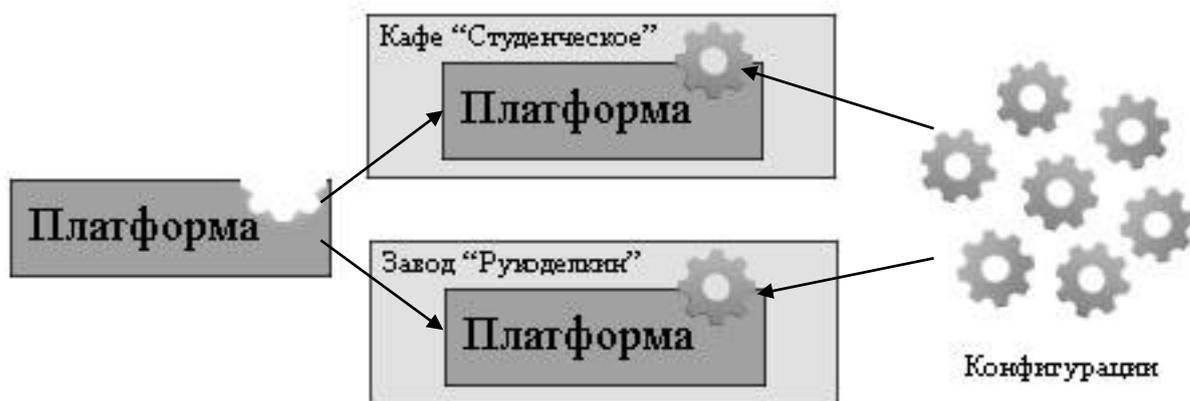 Кафе “Студенческое”
Платформа
Платформа
Завод “Рукоделкин”
Платформа
Конфигурации